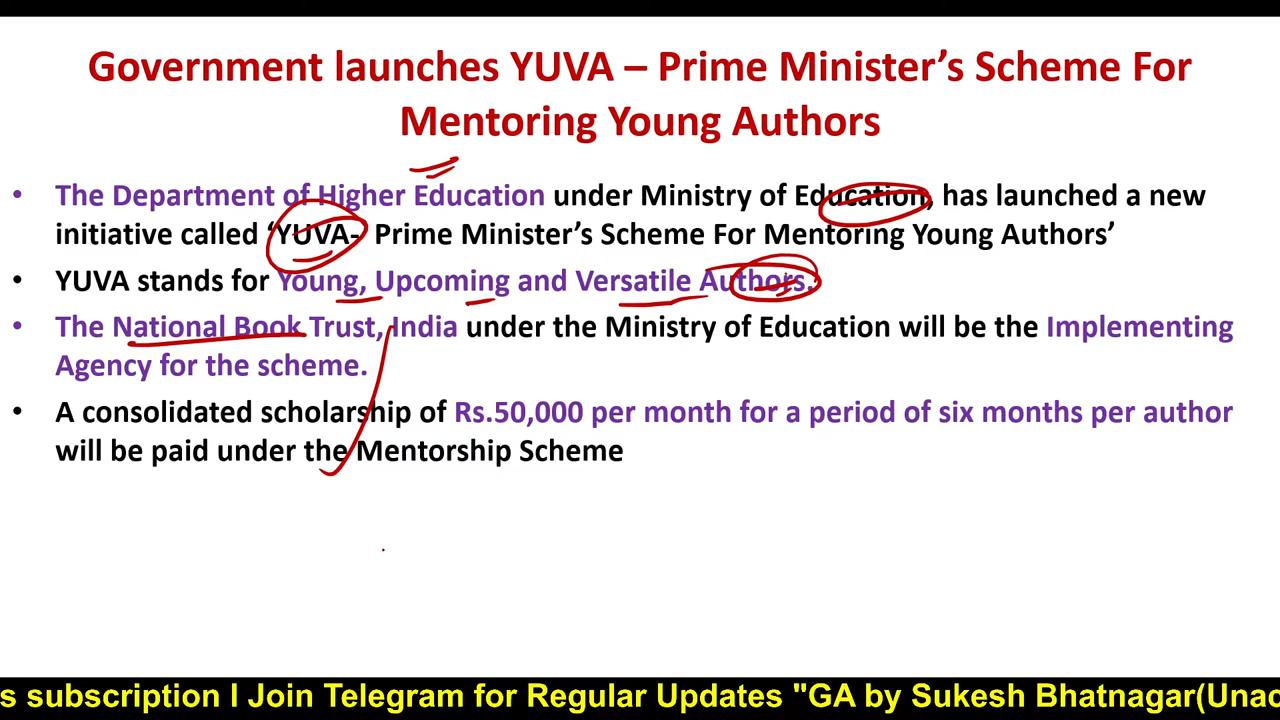 Government launches YUVA – Prime Minister’s Scheme For
Mentoring Young Authors
• The Department of Higher Education under Ministry of Education, has launched a new
initiative called ‘YUVA- Prime Minister’s Scheme For Mentoring Young Authors’
• YUVA stands for Young, Upcoming and Versatile Authors.
• The National Book Trust, India under the Ministry of Education will be the Implementing
Agency for the scheme.
• A consolidated scholarship of Rs.50,000 per month for a period of six months per author
will be paid under the Mentorship Scheme
s subscription I Join Telegram for Regular Updates "GA by Sukesh Bhatnagar(Unac